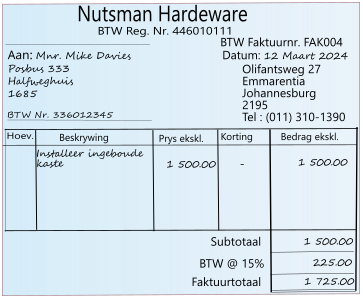 Nutsman Hardeware
BTW Reg. Nr. 446010111
BTW Faktuurnr. FAK004
Aan: Mnr. Mike Davies
Datum: 12 Maart 2024
Posbus 333
Olifantsweg 27
Halfweghuis
Emmarentia
1685
Johannesburg
2195
BTW Nr. 336012345
Tel : (011) 310-1390
Hoev. Beskrywing Prys ekskl. Korting Bedrag ekskl.
Installeer ingeboude
kaste 1 500.00 - 1 500.00
Subtotaal 1 500.00
BTW @ 15% 225.00
Faktuurtotaal 1 725.00